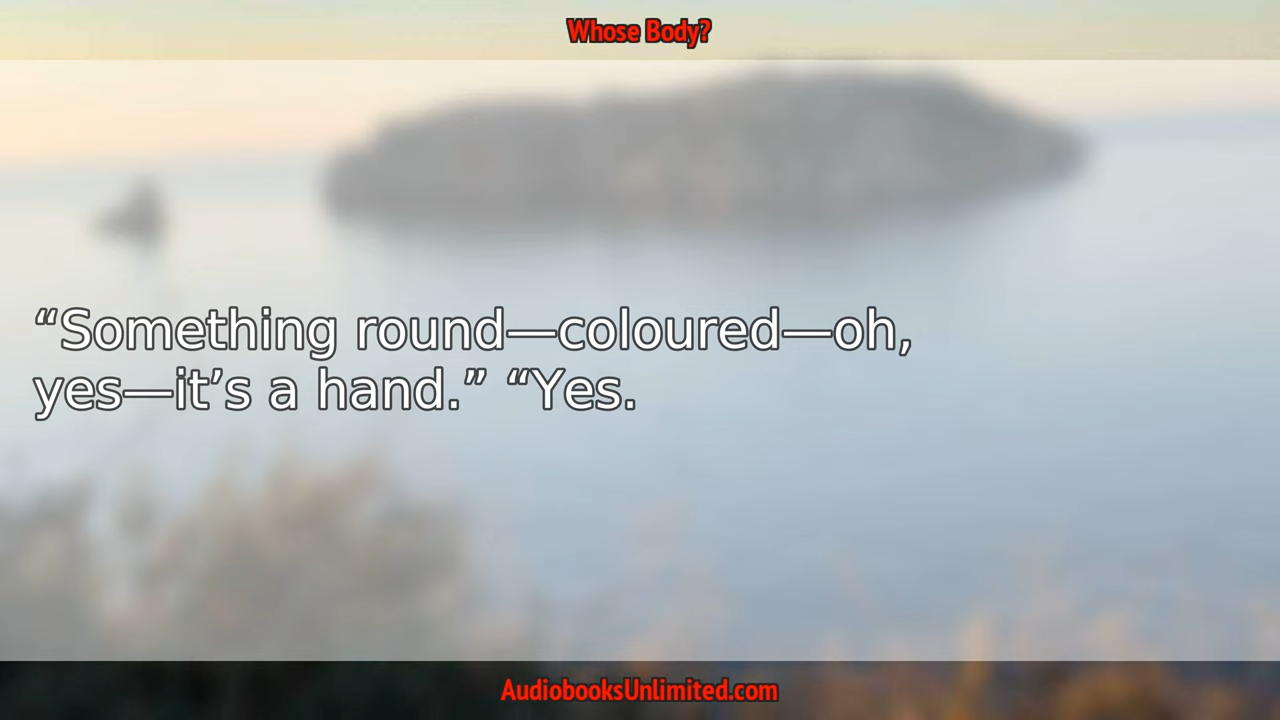 Whose Body?
“Something round—coloured—oh,
yes—it’s a hand.” “Yes.
AudiobooksUnlimited.com